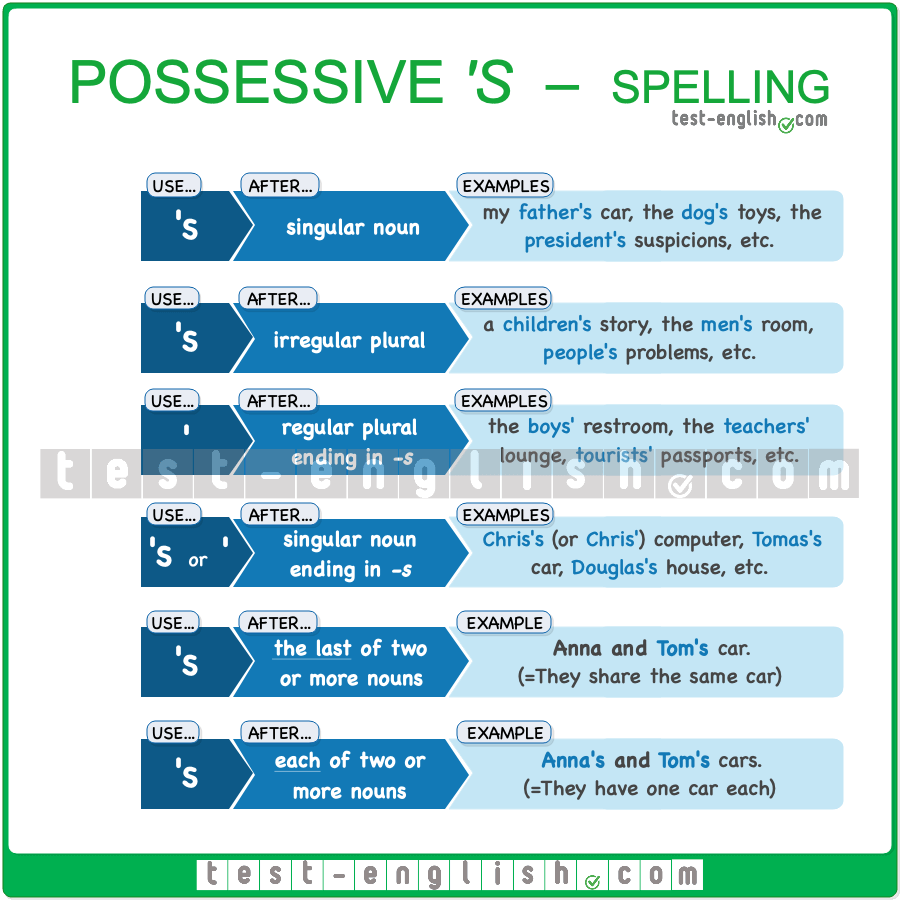 POSSESSIVE 'S – SPELLING
test-english.com
USE... AFTER... EXAMPLES
's singular noun
my father's car, the dog's toys, the
president's suspicions, etc.
USE... AFTER... EXAMPLES
's irregular plural
a children's story, the men's room,
people's problems, etc.
USE... AFTER... EXAMPLES
' regular plural
ending in -s
the boys' restroom, the teachers'
lounge, tourists' passports, etc.
test-english.com
USE... AFTER... EXAMPLES
's or ' singular noun
ending in -s
Chris's (or Chris') computer, Tomas's
car, Douglas's house, etc.
USE... AFTER... EXAMPLE
's the last of two
or more nouns
Anna and Tom's car.
(=They share the same car)
USE... AFTER... EXAMPLE
's each of two or
more nouns
Anna's and Tom's cars.
(=They have one car each)
test-english.com